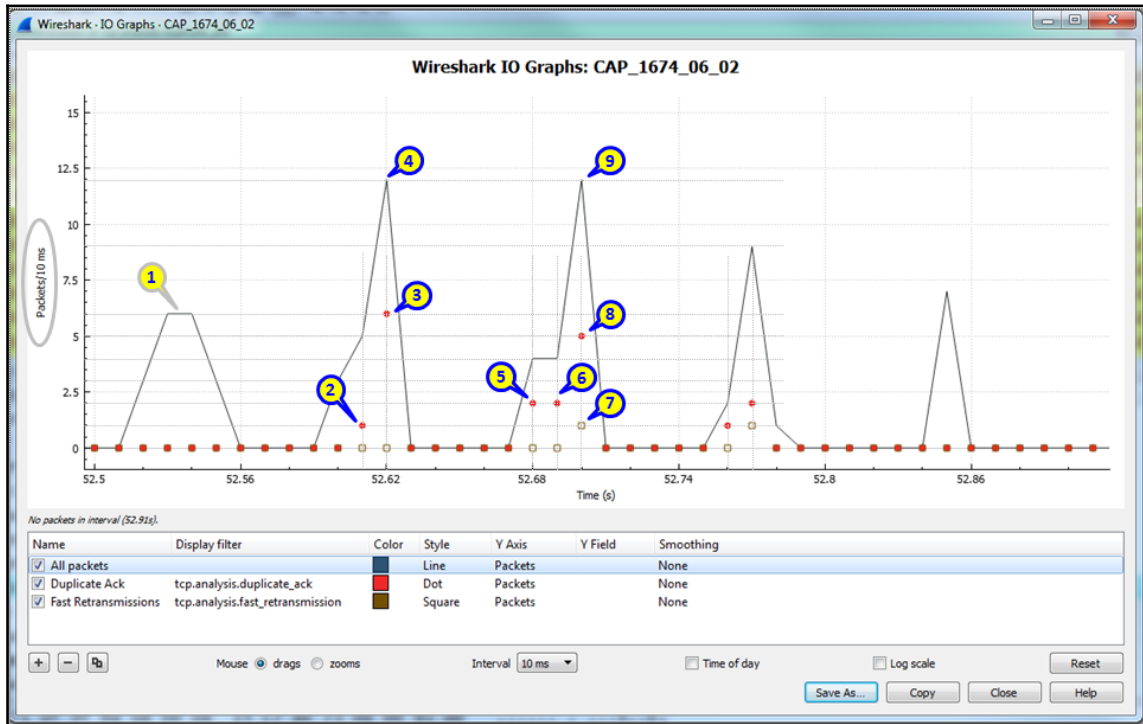 Wireshark · IO Graphs · CAP_1674_06_02
Wireshark IO Graphs: CAP_1674_06_02
Packets/10 ms
15
12.5
10
7.5
5
2.5
0
1
2
3
4
5
6
7
8
9
52.5 52.56 52.62 52.68 52.74 52.8 52.86
Time (s)
No packets in interval (52.91s).
Name Display filter Color Style Y Axis Y Field Smoothing
All packets Line Packets None
Duplicate Ack tcp.analysis.duplicate_ack Dot Packets None
Fast Retransmissions tcp.analysis.fast_retransmission Square Packets None
Mouse drags zooms Interval 10 ms Time of day Log scale Reset
Save As... Copy Close Help